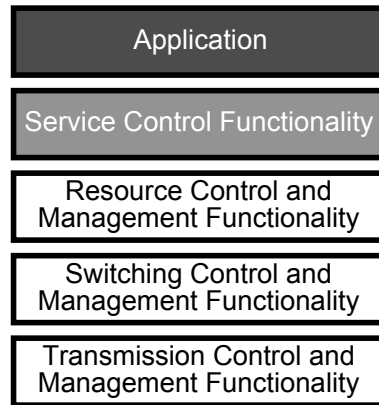 Application
Service Control Functionality
Resource Control and
Management Functionality
Switching Control and
Management Functionality
Transmission Control and
Management Functionality